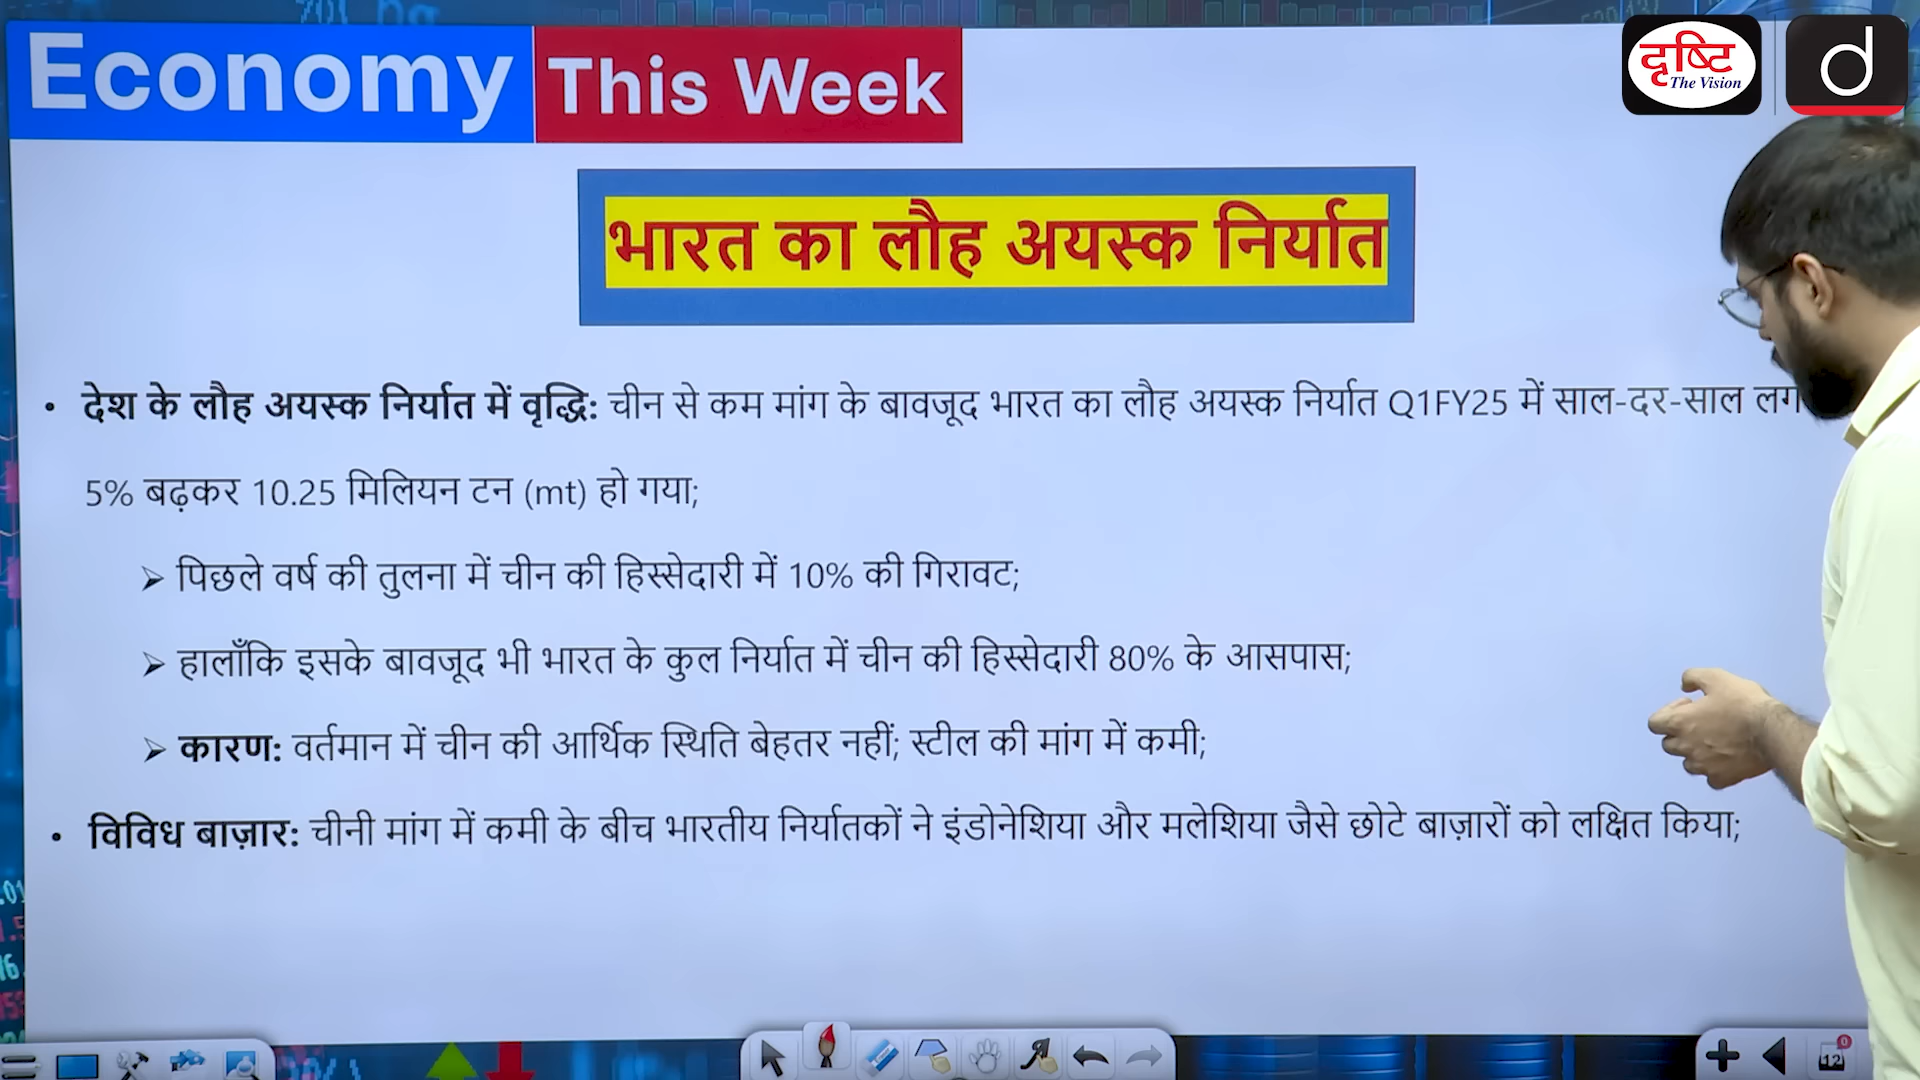 Economy This Week
दृष्टि
The Vision
d
भारत का लौह अयस्क निर्यात
• देश के लौह अयस्क निर्यात में वृद्धि: चीन से कम मांग के बावजूद भारत का लौह अयस्क निर्यात Q1FY25 में साल-दर-साल
5% बढ़कर 10.25 मिलियन टन (mt) हो गया;
➢ पिछले वर्ष की तुलना में चीन की हिस्सेदारी में 10% की गिरावट;
➢ हालाँकि इसके बावजूद भी भारत के कुल निर्यात में चीन की हिस्सेदारी 80% के आसपास;
➢ कारण: वर्तमान में चीन की आर्थिक स्थिति बेहतर नहीं; स्टील की मांग में कमी;
• विविध बाज़ार: चीनी मांग में कमी के बीच भारतीय निर्यातकों ने इंडोनेशिया और मलेशिया जैसे छोटे बाज़ारों को लक्षित किया;
12